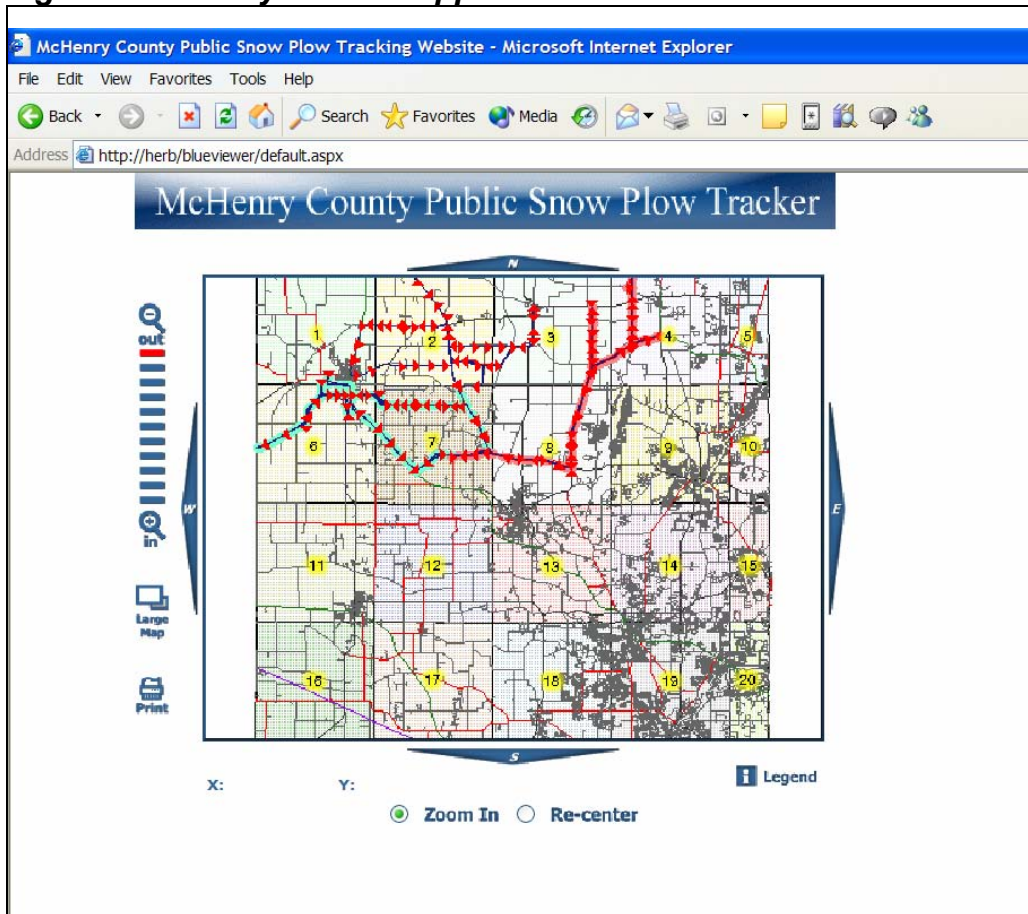 McHenry County Public Snow Plow Tracking Website - Microsoft Internet Explorer
File Edit View Favorites Tools Help
Back Search Favorites Media
Address http://herb/blueviewer/default.aspx
McHenry County Public Snow Plow Tracker
N
out
1 2 3 4 5
6 7 8 9 10
W E
in
11 12 13 14 15
Large
Map
16 17 18 19 20
Print
S
X: Y:
i Legend
Zoom In Re-center